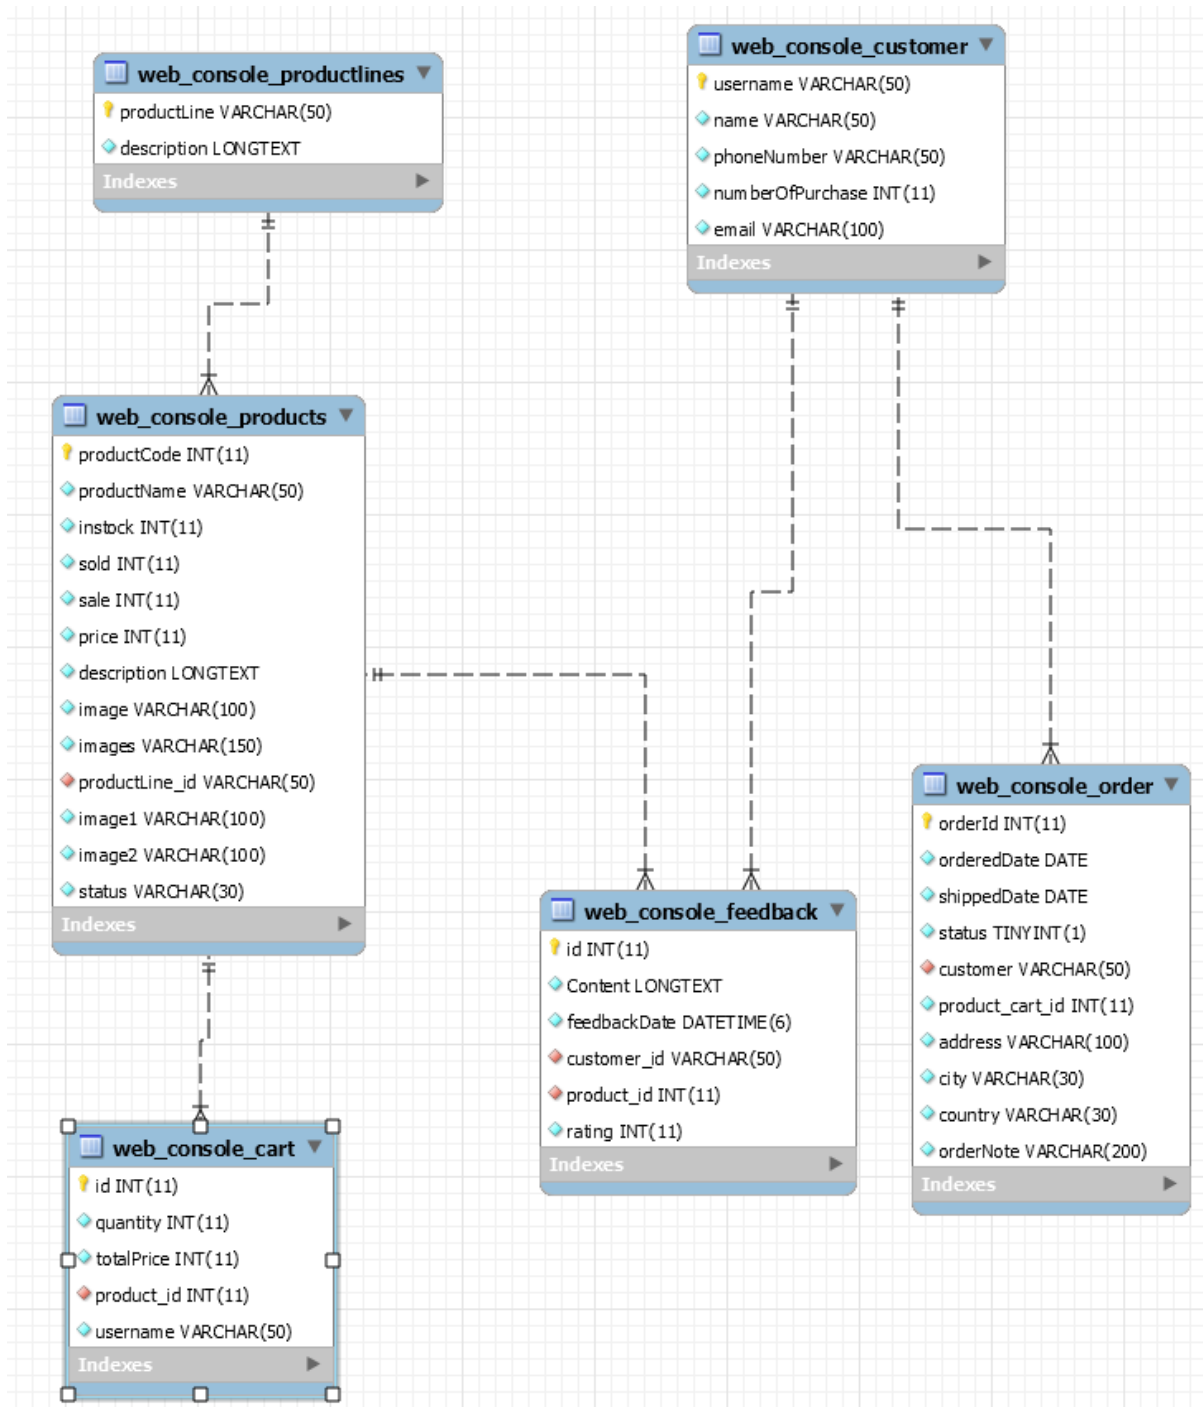 web_console_productlines
productLine VARCHAR(50)
description LONGTEXT
Indexes
web_console_customer
username VARCHAR(50)
name VARCHAR(50)
phoneNumber VARCHAR(50)
numberOfPurchase INT(11)
email VARCHAR(100)
Indexes
web_console_products
productCode INT(11)
productName VARCHAR(50)
instock INT(11)
sold INT(11)
sale INT(11)
price INT(11)
description LONGTEXT
image VARCHAR(100)
images VARCHAR(150)
productLine_id VARCHAR(50)
image1 VARCHAR(100)
image2 VARCHAR(100)
status VARCHAR(30)
Indexes
web_console_order
orderId INT(11)
orderedDate DATE
shippedDate DATE
status TINYINT(1)
customer VARCHAR(50)
product_cart_id INT(11)
address VARCHAR(100)
city VARCHAR(30)
country VARCHAR(30)
orderNote VARCHAR(200)
Indexes
web_console_feedback
id INT(11)
Content LONGTEXT
feedbackDate DATETIME(6)
customer_id VARCHAR(50)
product_id INT(11)
rating INT(11)
Indexes
web_console_cart
id INT(11)
quantity INT(11)
totalPrice INT(11)
product_id INT(11)
username VARCHAR(50)
Indexes